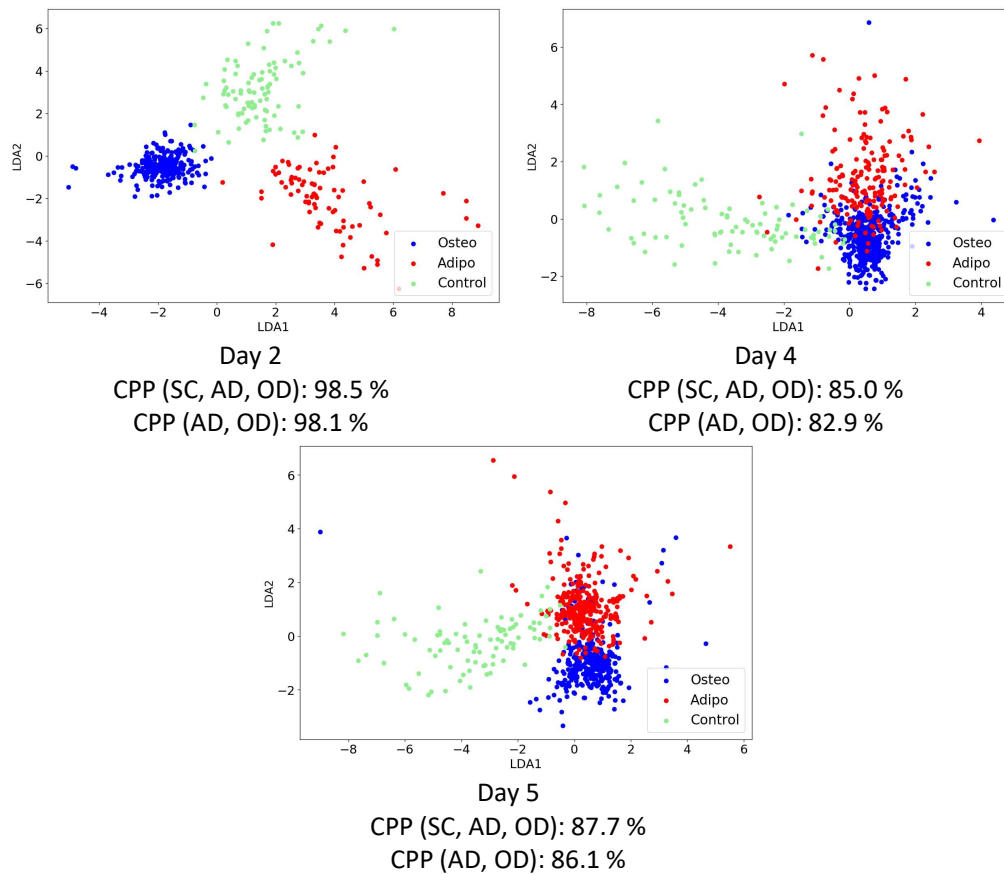 6
4
2
0
−2
−4
−6
LDA2
−4
−2
0
2
4
6
8
LDA1
Osteo
Adipo
Control
Day 2
CPP (SC, AD, OD): 98.5 %
CPP (AD, OD): 98.1 %
6
4
2
0
−2
LDA2
−8
−6
−4
−2
0
2
4
LDA1
Osteo
Adipo
Control
Day 4
CPP (SC, AD, OD): 85.0 %
CPP (AD, OD): 82.9 %
6
4
2
0
−2
LDA2
−8
−6
−4
−2
0
2
4
6
LDA1
Osteo
Adipo
Control
Day 5
CPP (SC, AD, OD): 87.7 %
CPP (AD, OD): 86.1 %